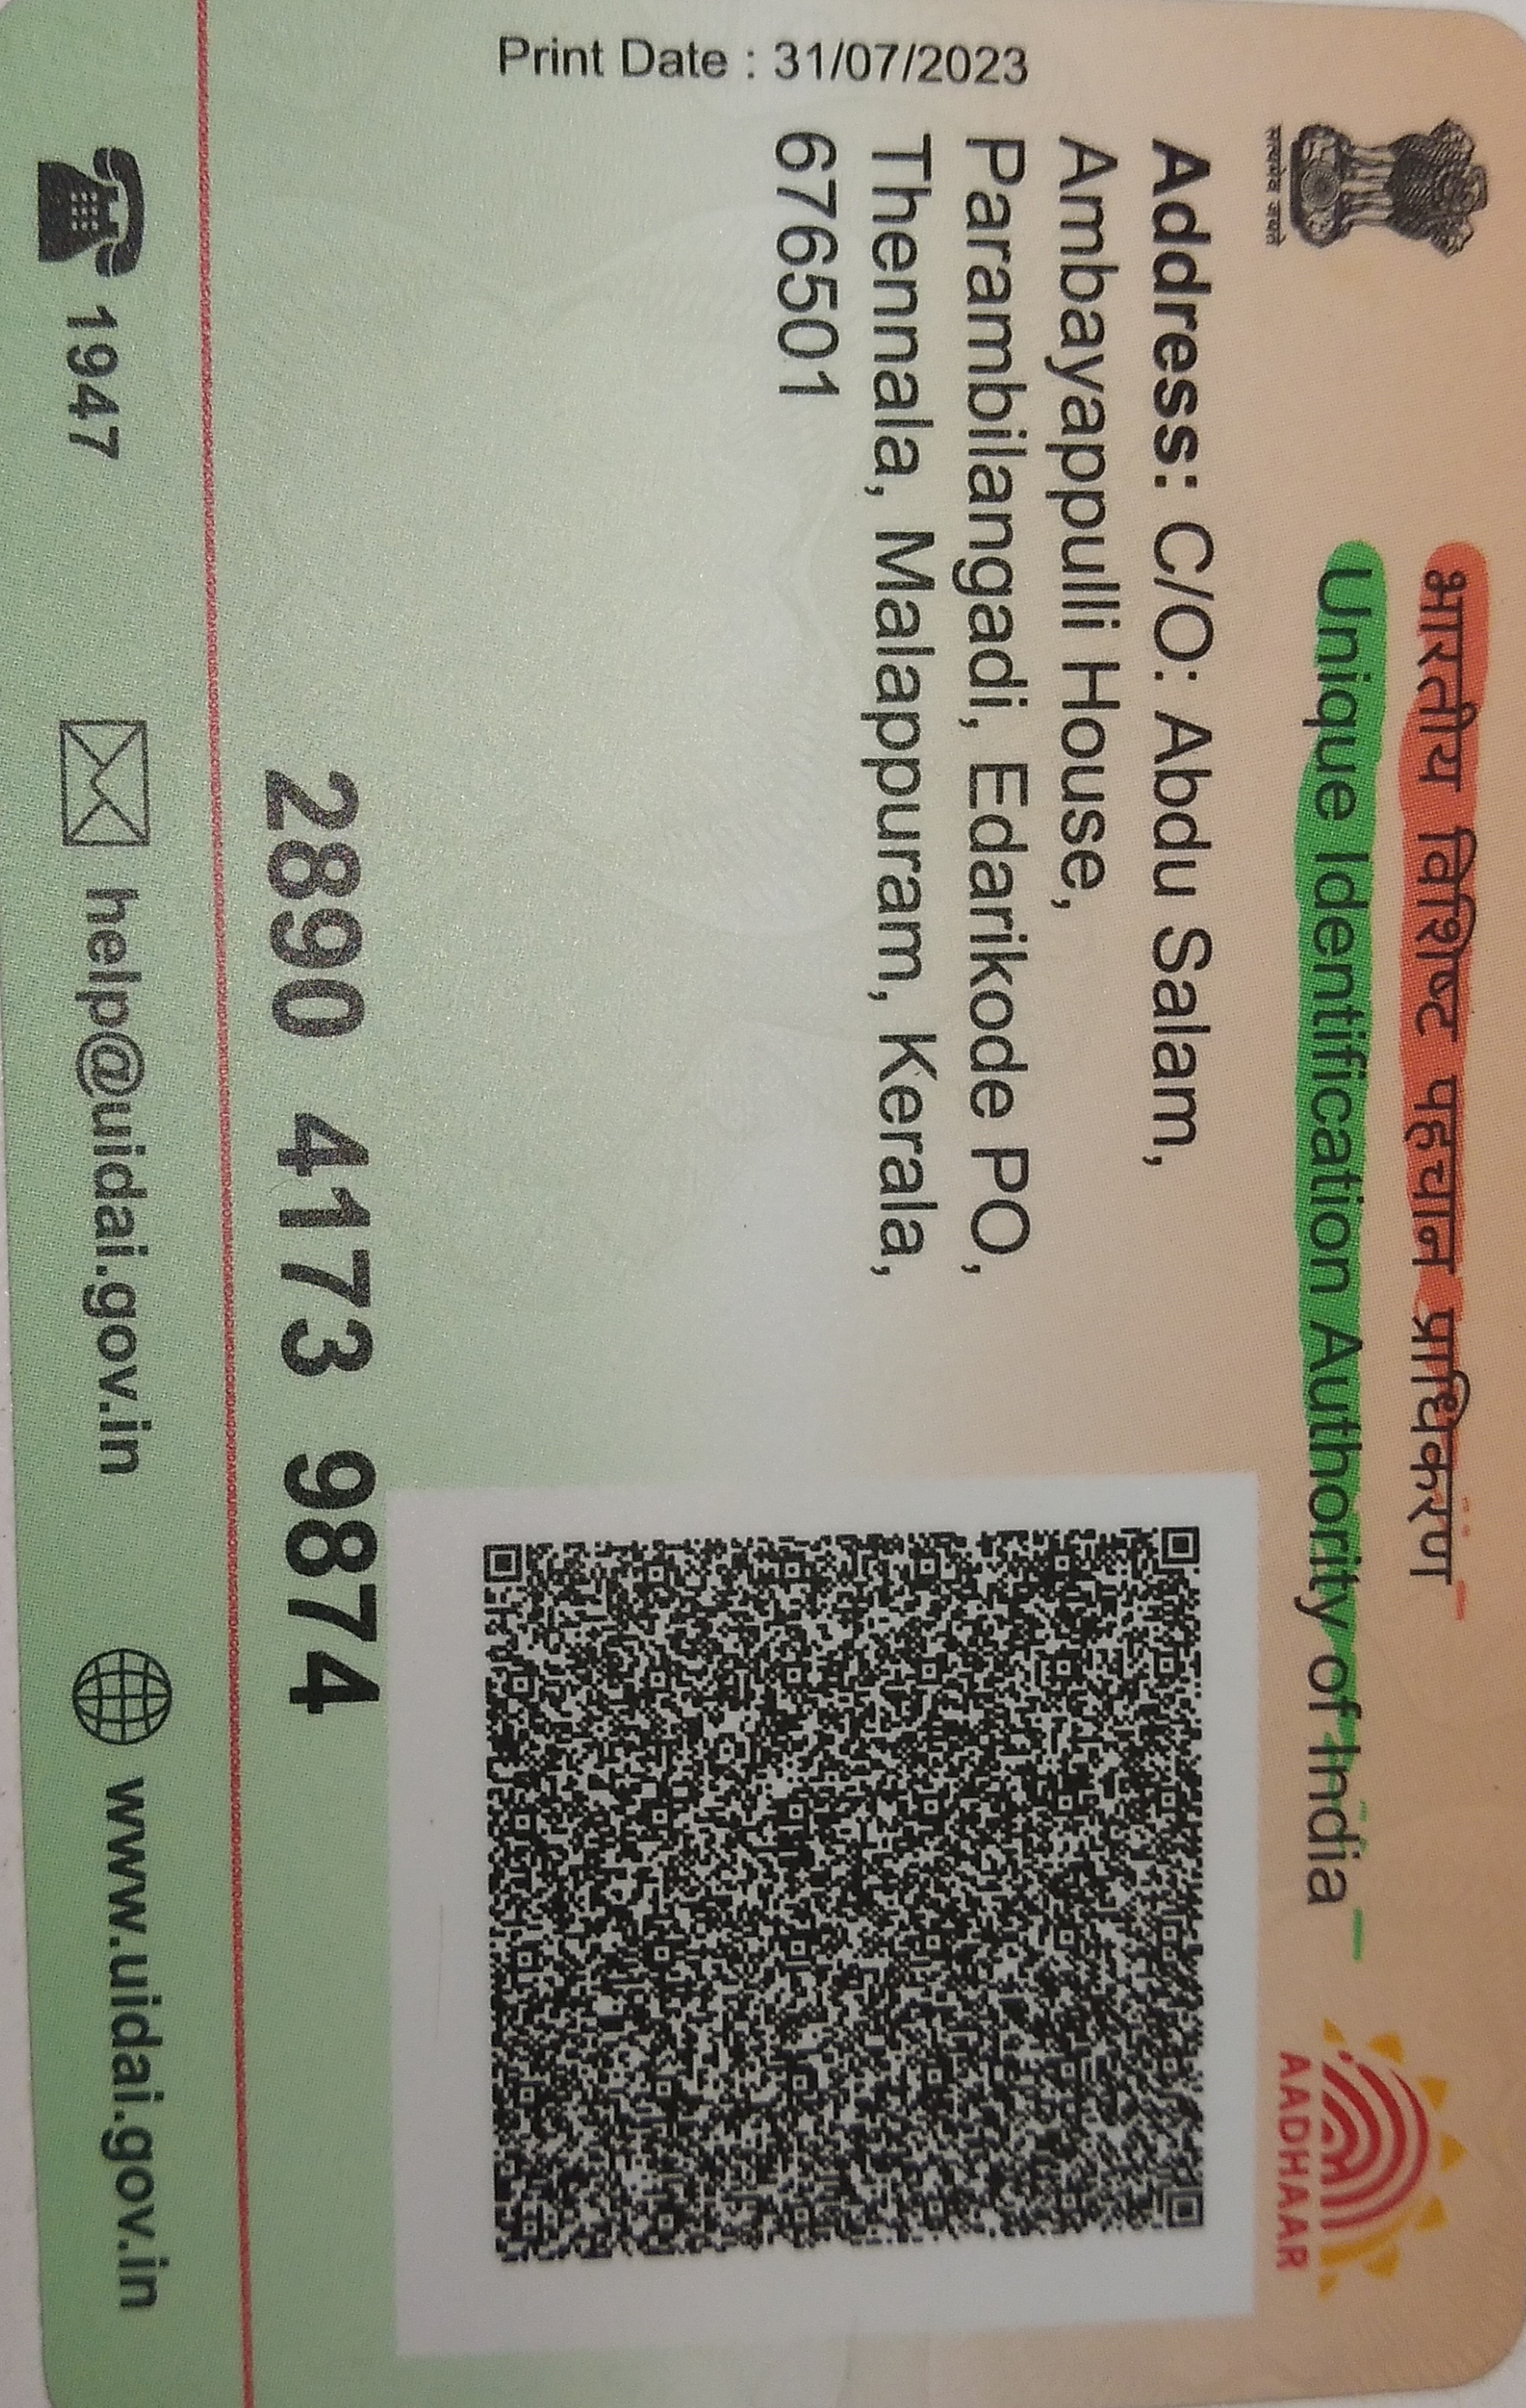 भारतीय विशिष्ट पहचान प्राधिकरण
Unique Identification Authority of India
सत्यमेव जयते
AADHAAR
Address: C/O: Abdu Salam,
Ambayappulli House,
Parambilangadi, Edarikode PO,
Thennala, Malappuram, Kerala,
676501
Print Date : 31/07/2023
2890 4173 9874
1947
help@uidai.gov.in
www.uidai.gov.in